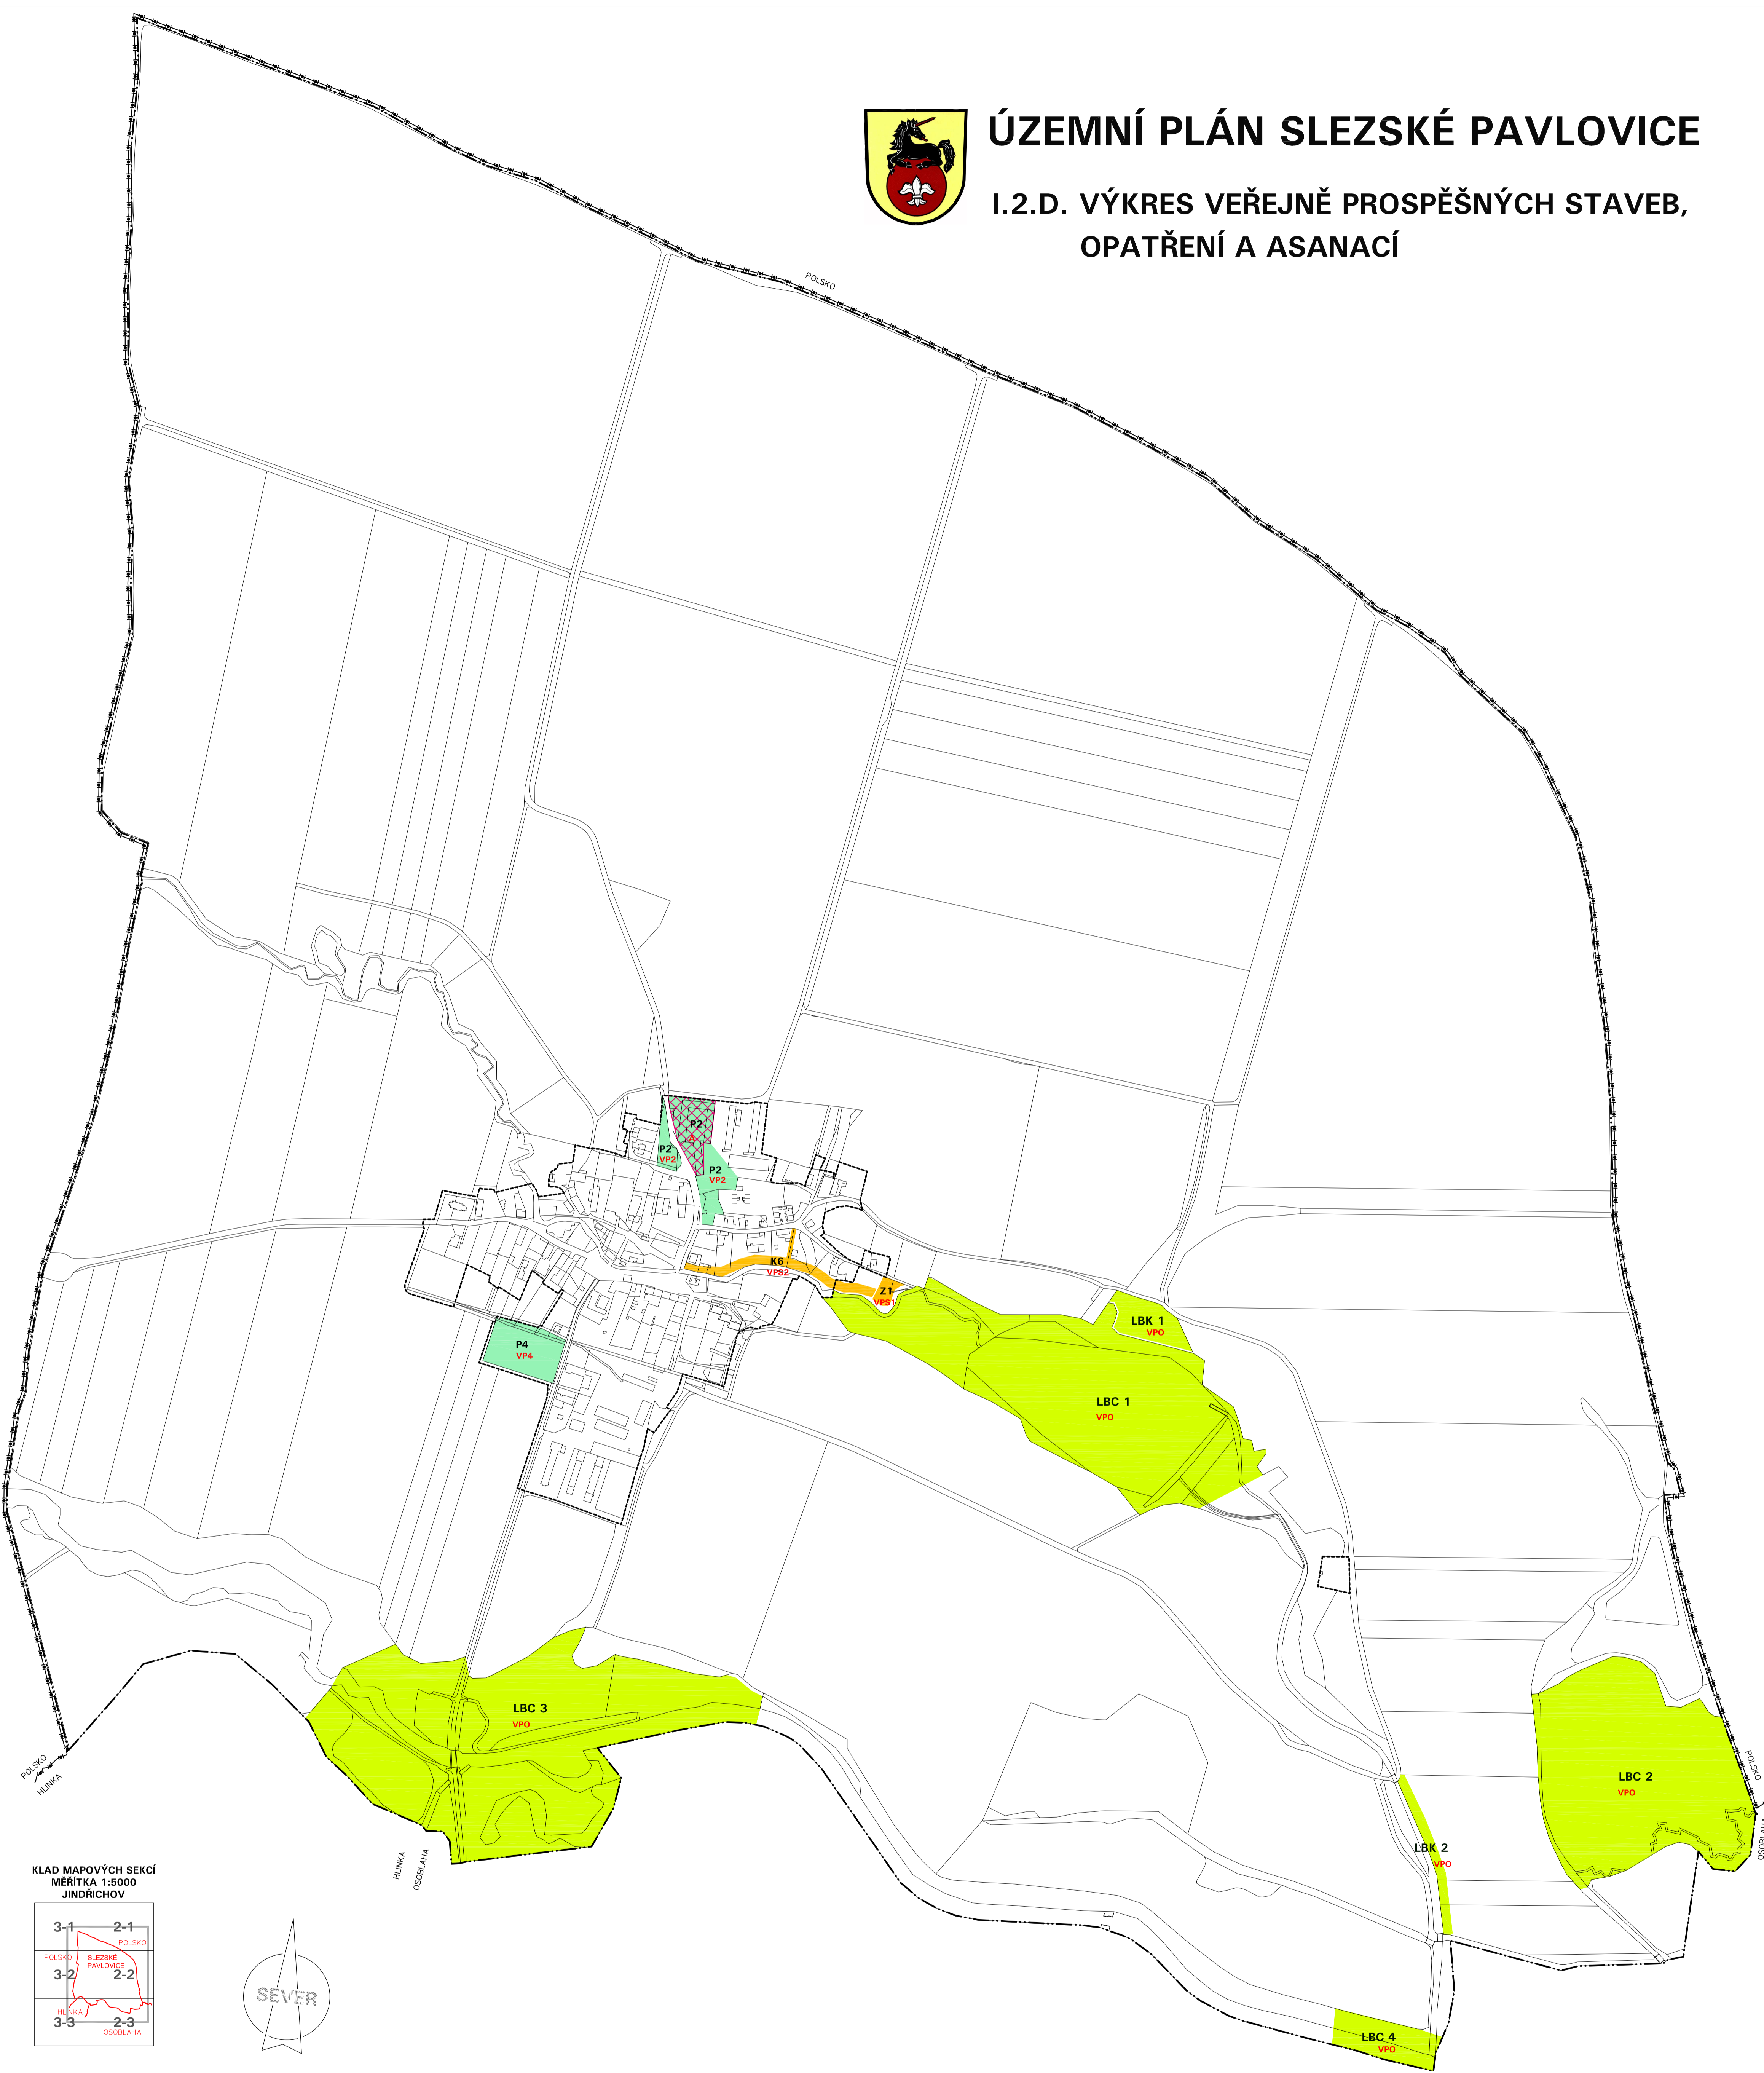 ÚZEMNÍ PLÁN SLEZSKÉ PAVLOVICE
I.2.D. VÝKRES VEŘEJNĚ PROSPĚŠNÝCH STAVEB,
OPATŘENÍ A ASANACÍ
POLSKO
P2
A
P2
VP2
P2
VP2
K6
VPS2
Z1
VPS1
LBK 1
VPO
P4
VP4
LBC 1
VPO
LBC 3
VPO
LBC 2
VPO
POLSKO
HLINKA
POLSKO
OSOBLAHA
LBK 2
VPO
HLINKA
OSOBLAHA
LBC 4
VPO
KLAD MAPOVÝCH SEKCÍ
MĚŘÍTKA 1:5000
JINDŘICHOV
3-1 2-1
POLSKO
POLSKO SLEZSKÉ
PAVLOVICE
3-2 2-2
HLINKA
3-3 2-3
OSOBLAHA
SEVER